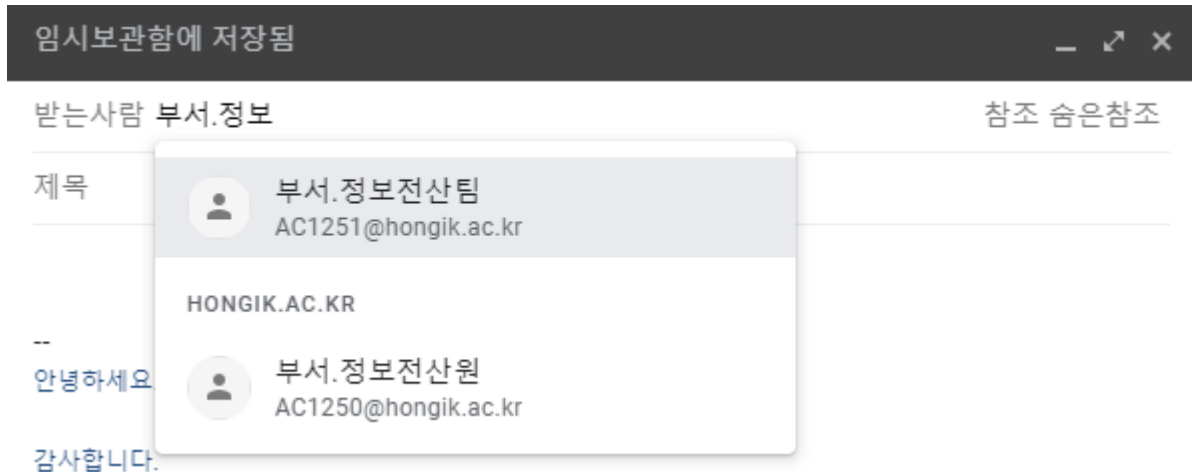 임시보관함에 저장됨
받는사람 부서.정보 참조 숨은참조
제목
부서.정보전산팀
AC1251@hongik.ac.kr
HONGIK.AC.KR
부서.정보전산원
AC1250@hongik.ac.kr
--
안녕하세요.
감사합니다.